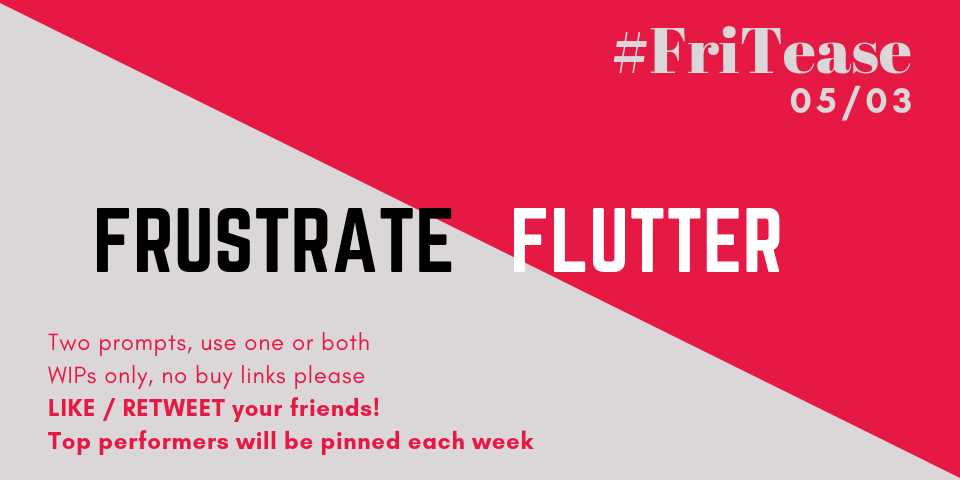 #FriTease
05/03
FRUSTRATE FLUTTER
Two prompts, use one or both
WIPs only, no buy links please
LIKE / RETWEET your friends!
Top performers will be pinned each week